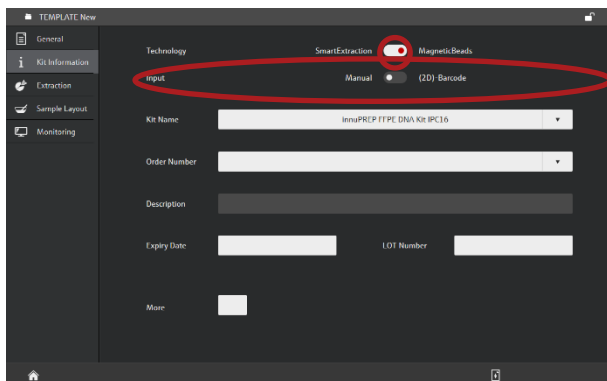 TEMPLATE New
General
Kit Information
Extraction
Sample Layout
Monitoring
Technology SmartExtraction MagneticBeads
Input Manual (2D)-Barcode
Kit Name innuPREP FFPE DNA Kit IPC16
Order Number
Description
Expiry Date LOT Number
More